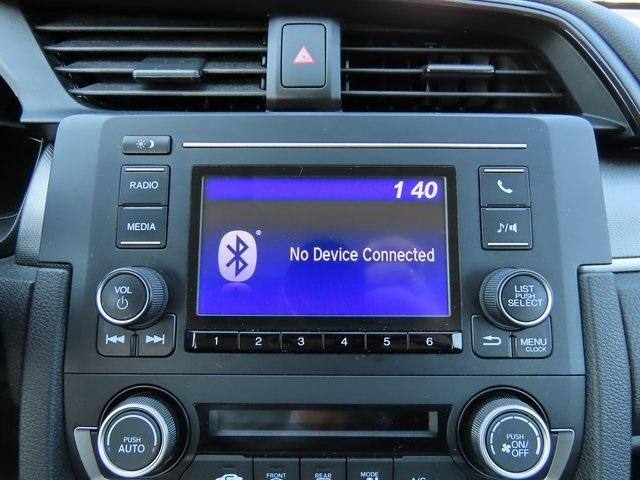 1 40
RADIO
MEDIA
No Device Connected
VOL
LIST
PUSH
SELECT
1 2 3 4 5 6
MENU
CLOCK
PUSH
AUTO
PUSH
ON/
OFF
FRONT
REAR
MODE
A/C